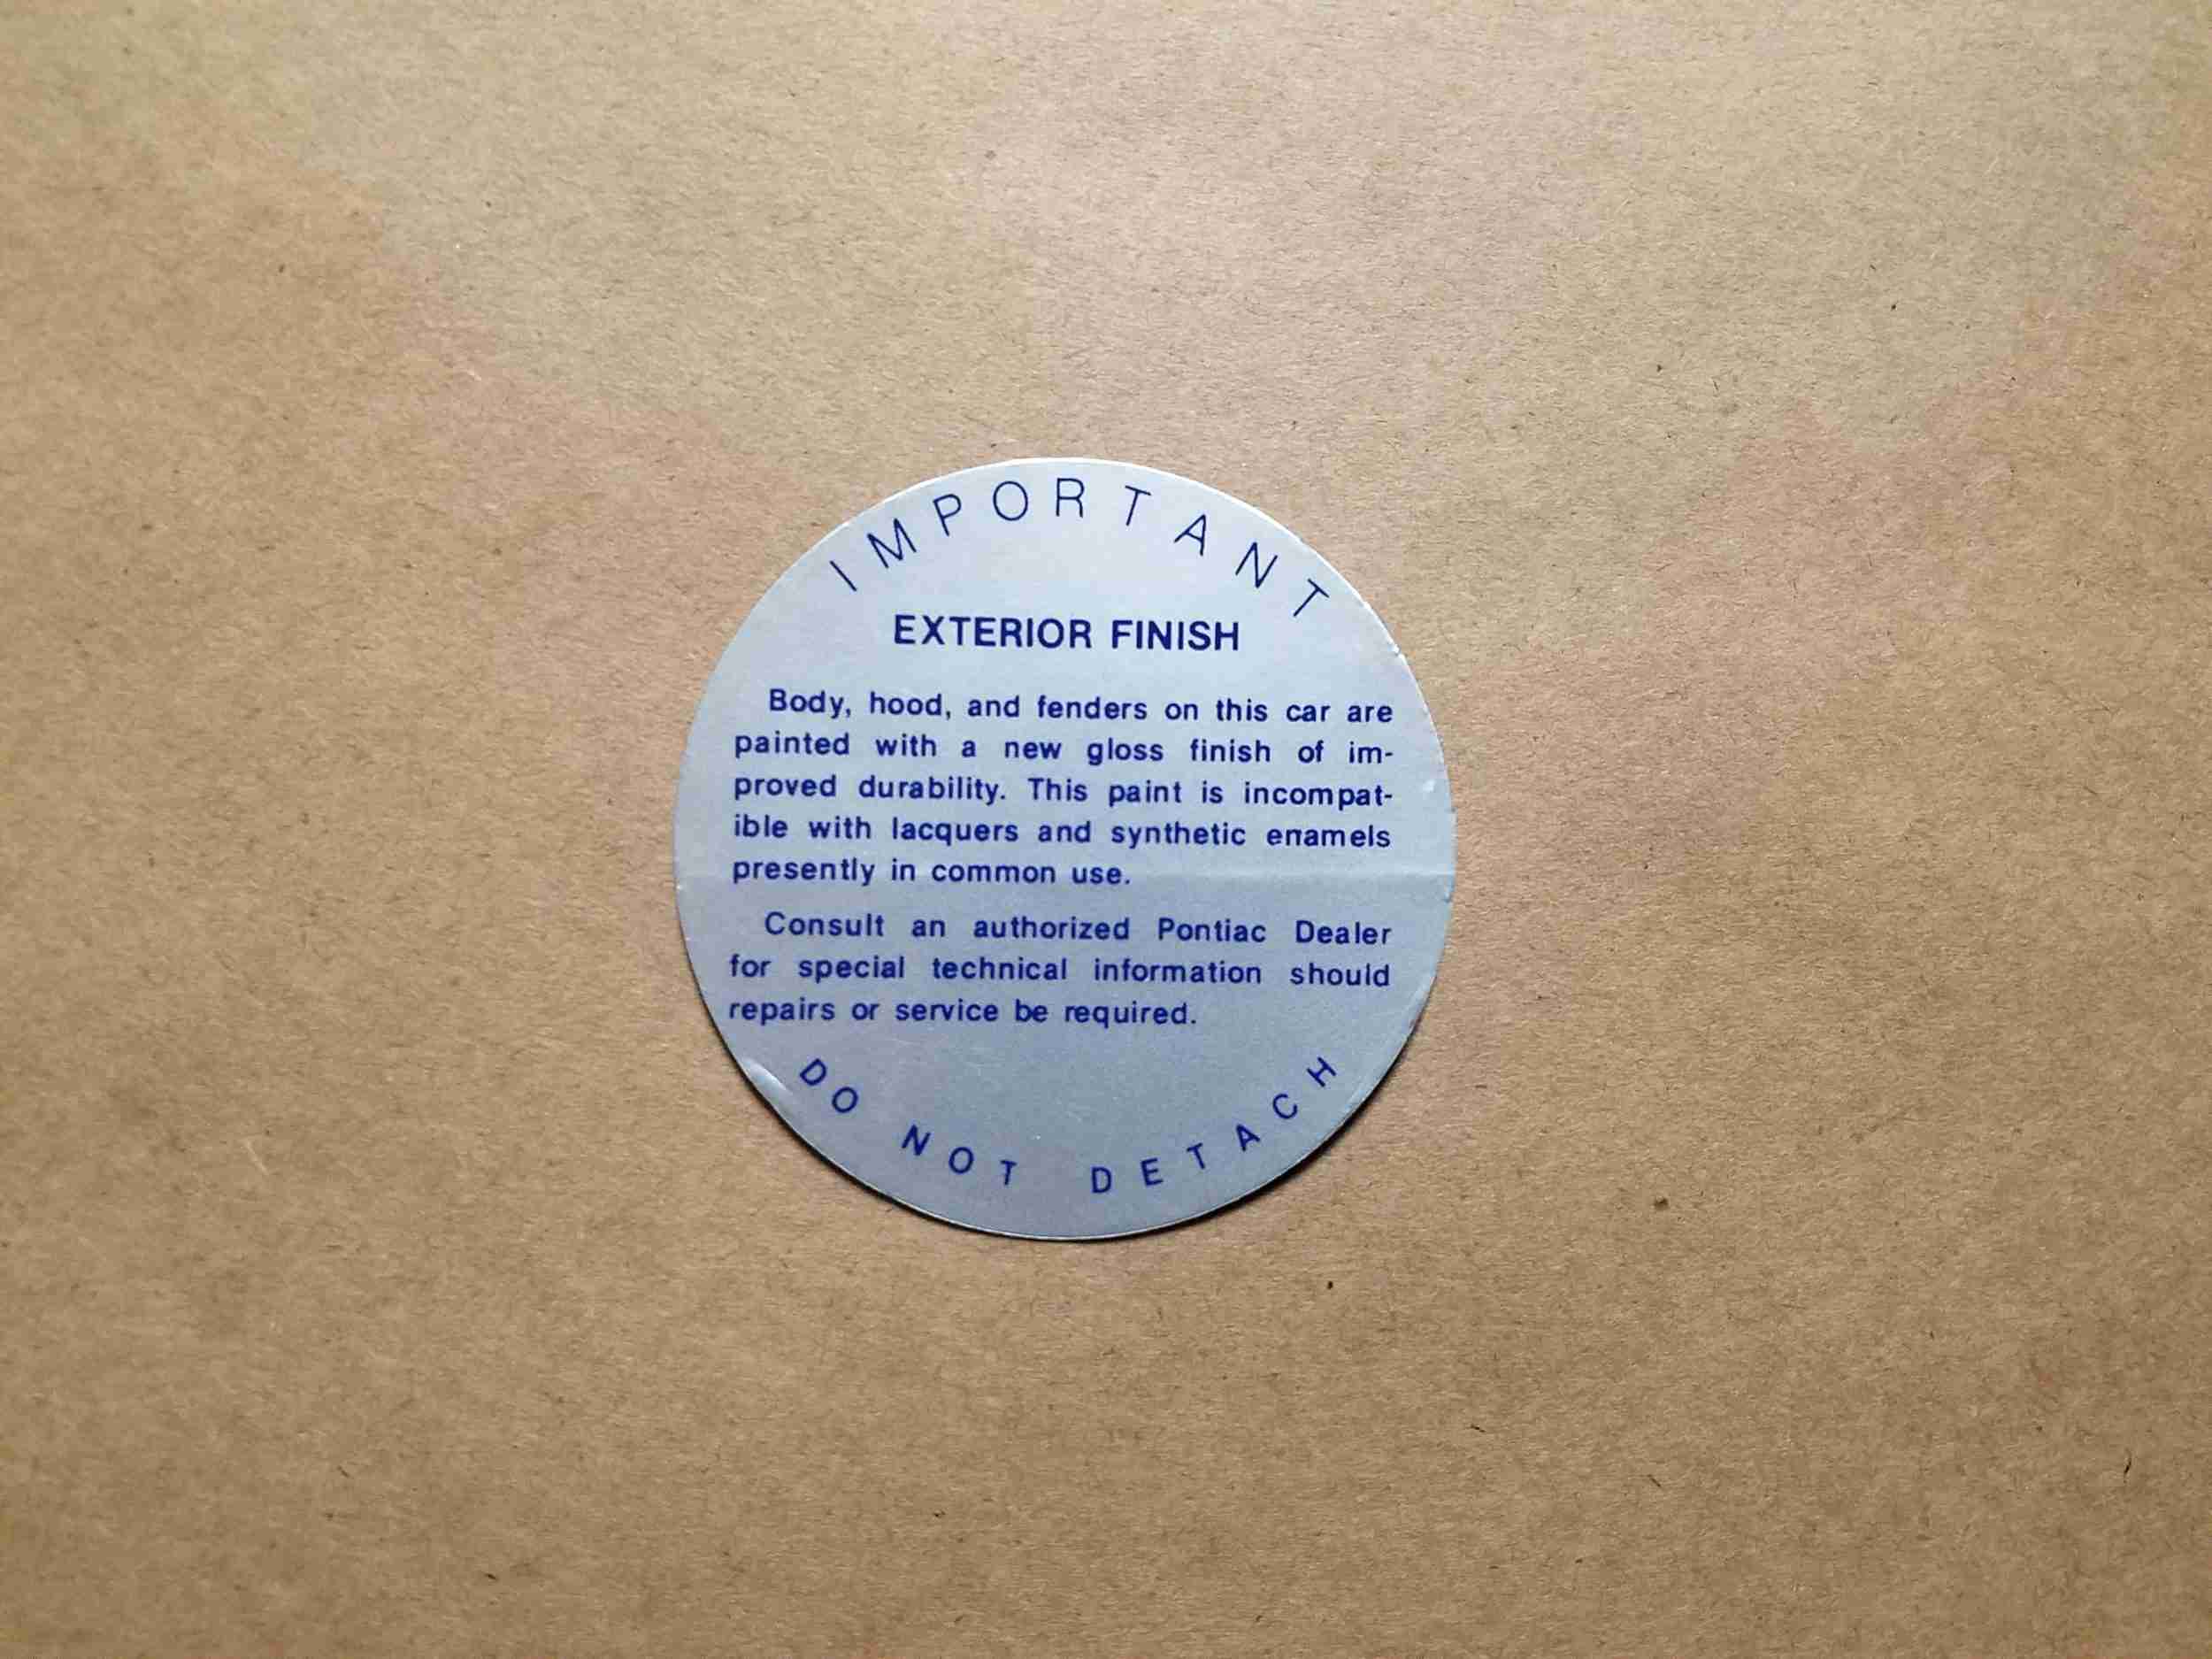 IMPORTANT
EXTERIOR FINISH
Body, hood, and fenders on this car are
painted with a new gloss finish of im-
proved durability. This paint is incompat-
ible with lacquers and synthetic enamels
presently in common use.
Consult an authorized Pontiac Dealer
for special technical information should
repairs or service be required.
DO NOT DETACH